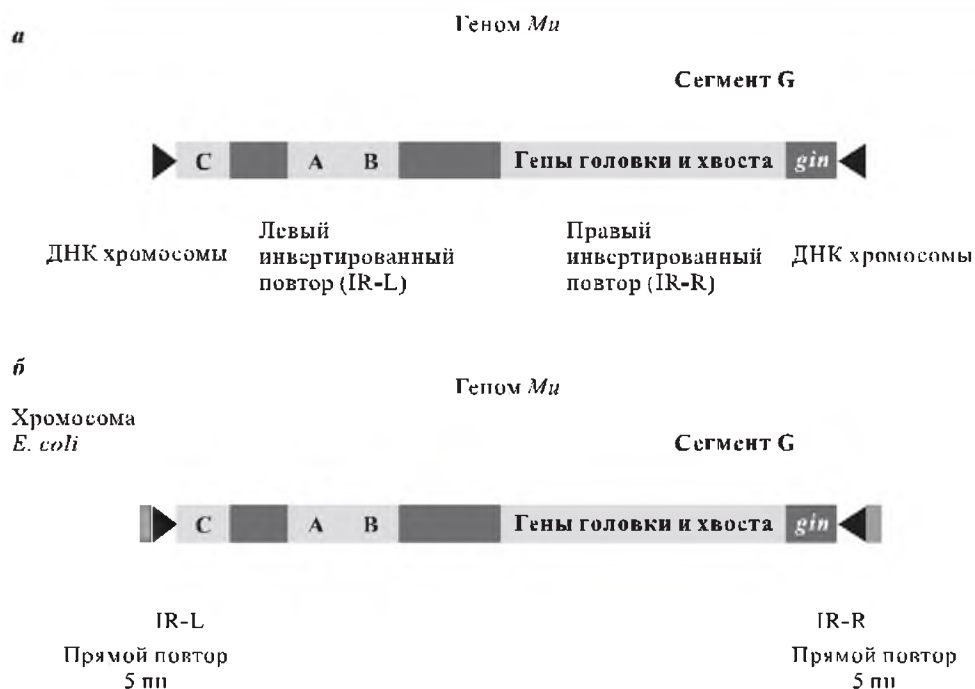 а
Геном Mu
Сегмент G
C A B Гены головки и хвоста gin
ДНК хромосомы
Левый
инвертированный
повтор (IR-L)
Правый
инвертированный
повтор (IR-R)
ДНК хромосомы
б
Геном Mu
Хромосома
E. coli
Сегмент G
C A B Гены головки и хвоста gin
IR-L
Прямой повтор
5 пн
IR-R
Прямой повтор
5 пн